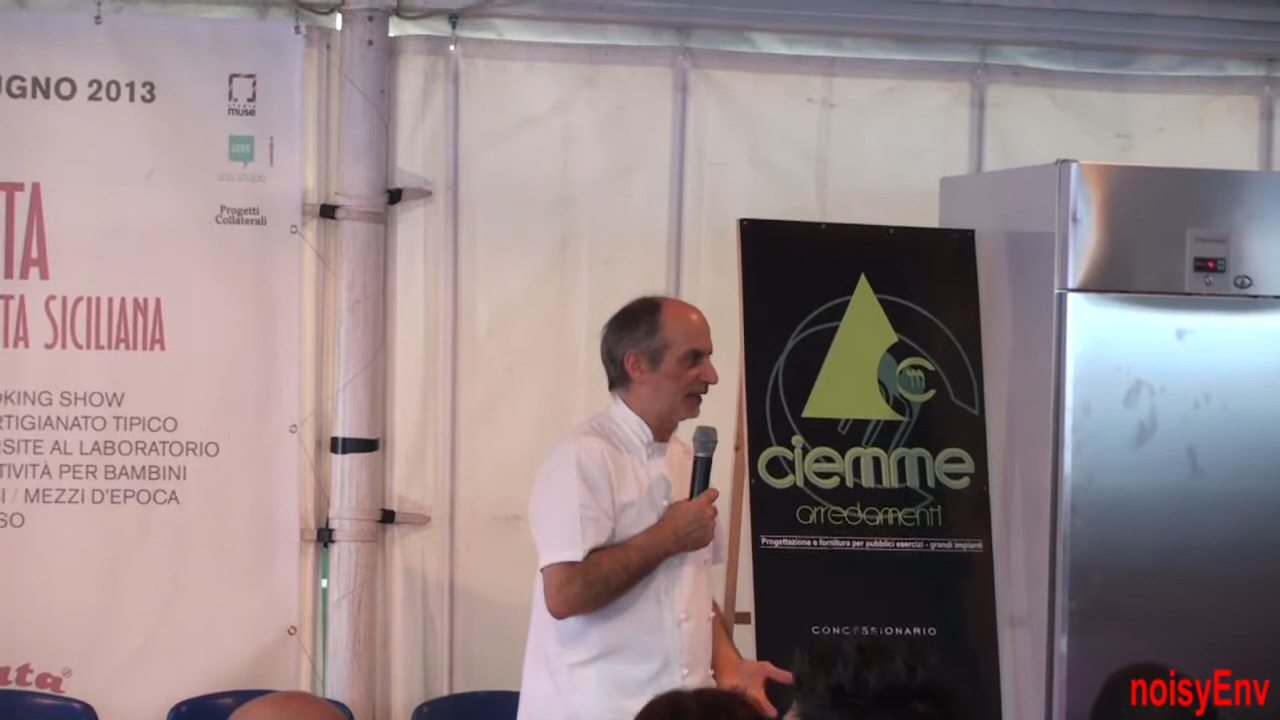 UGNO 2013
muse
Progetti
Collaterali
TA
TA SICILIANA
OKING SHOW
RTIGIANATO TIPICO
ISITE AL LABORATORIO
TIVITÀ PER BAMBINI
I / MEZZI D'EPOCA
SO
ata®
ciemme
arredamenti
Progettazione e fornitura per pubblici esercizi - grandi impianti
CONCESSIONARIO
noisyEnv